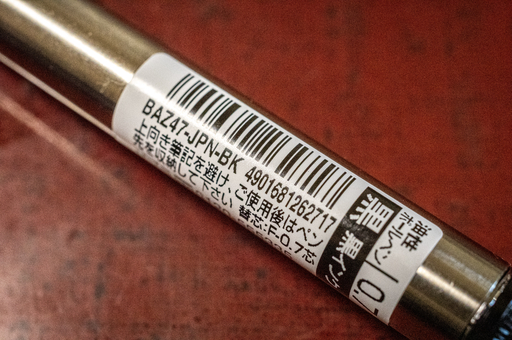 BAZ47-JPN-BK 4901681262717
上向き筆記を避け、ご使用後はペン
先を収納して下さい 替芯:F-0.7芯
黒 黒インク
油性
ボールペン 0.7